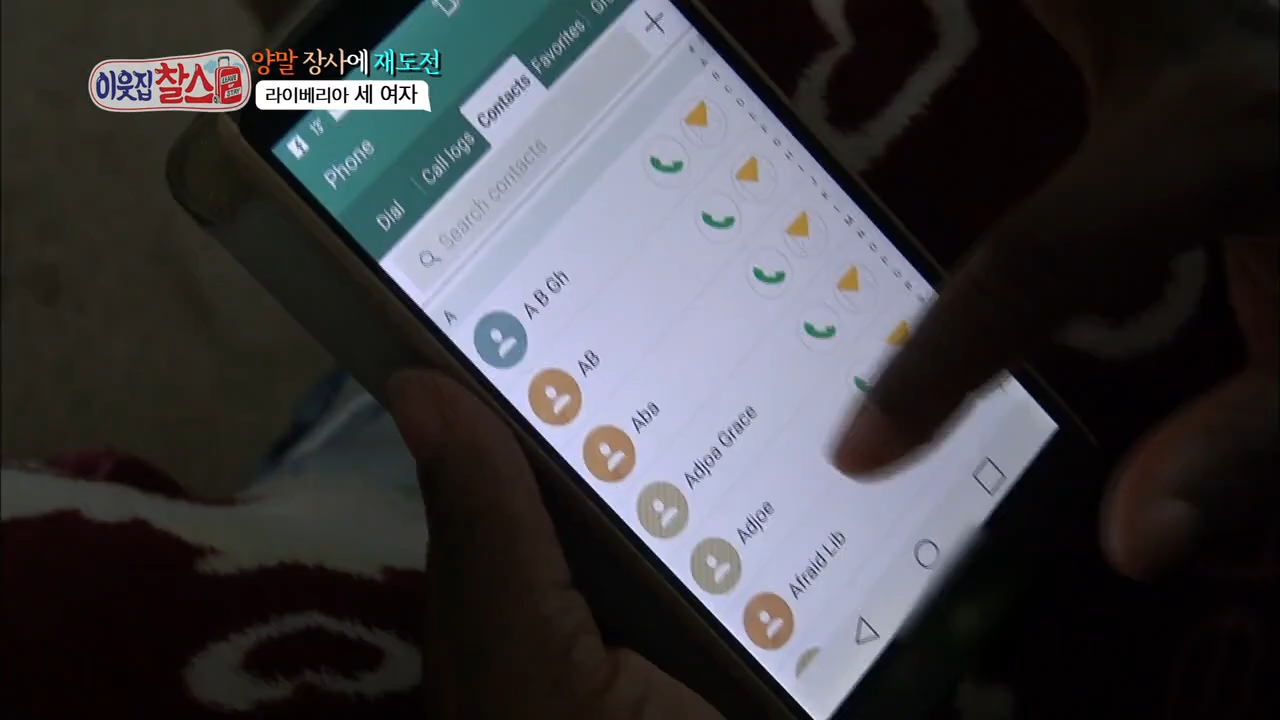 이웃집 찰스
LEAVE
STAY
양말 장사에 재도전
라이베리아 세 여자
19°
Phone
Dial
Call logs
Contacts
Favorites
Search contacts
A
A B Gh
AB
Aba
Adjoa Grace
Adjoe
Afraid Lib